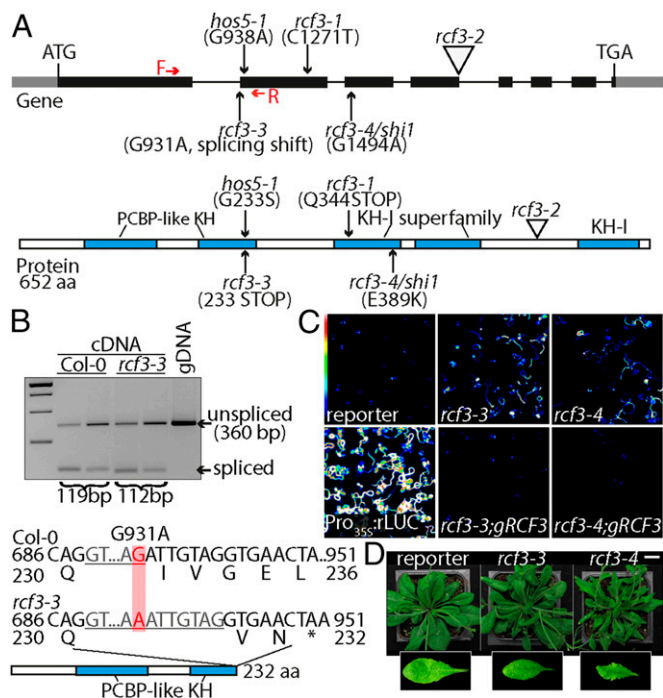 A
hos5-1
(G938A)
rcf3-1
(C1271T)
rcf3-2
ATG
TGA
F
R
Gene
rcf3-3
(G931A, splicing shift)
rcf3-4/shi1
(G1494A)
hos5-1
(G233S)
rcf3-1
(Q344STOP)
PCBP-like KH
KH-I superfamily
rcf3-2
KH-I
Protein
652 aa
rcf3-3
(233 STOP)
rcf3-4/shi1
(E389K)
B
cDNA
Col-0 rcf3-3
gDNA
unspliced
(360 bp)
spliced
119bp 112bp
Col-0
G931A
686 CAGGT...AGATTGTAGGTGAACTA..951
230 Q I V G E L 236
rcf3-3
686 CAGGT...AAATTGTAGGTGAACTAA 951
230 Q V N * 232
232 aa
PCBP-like KH
C
reporter
rcf3-3
rcf3-4
Pro35S:rLUC
rcf3-3;gRCF3
rcf3-4;gRCF3
D
reporter rcf3-3 rcf3-4